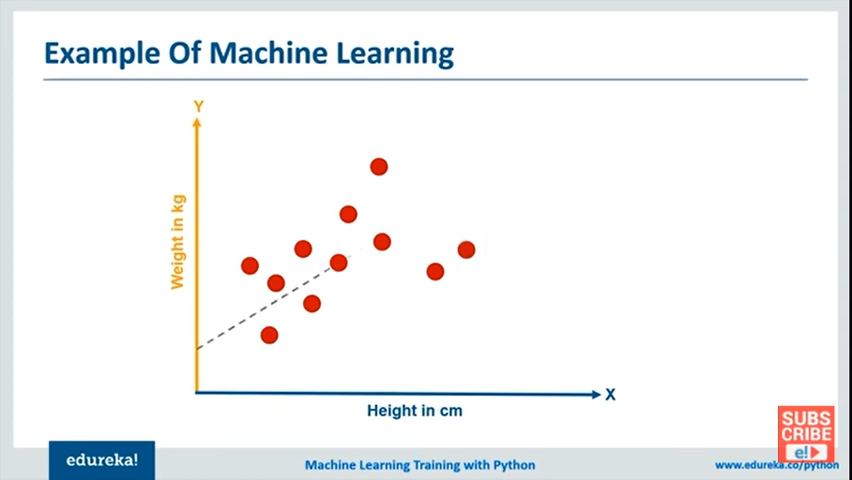 Example Of Machine Learning
Y
Weight in kg
X
Height in cm
SUBS
CRIBE
e!
edureka!
Machine Learning Training with Python
www.edureka.co/python